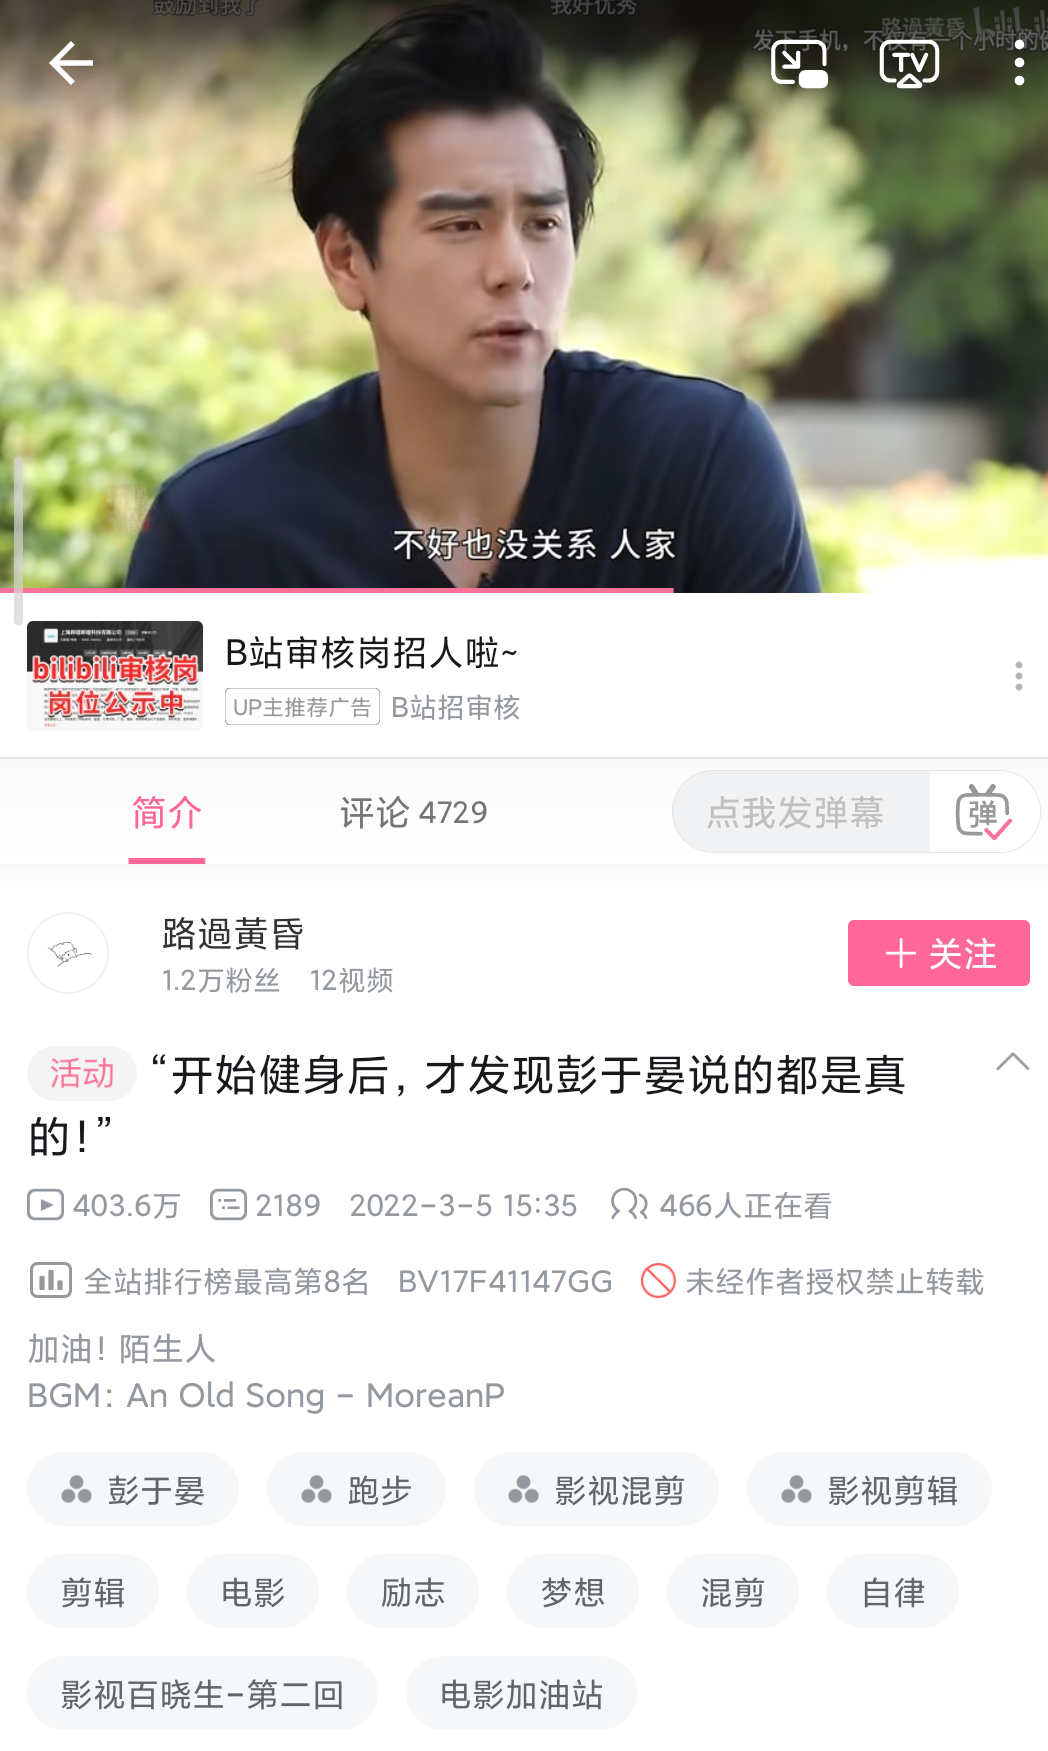 鼓励到我了
我好优秀
路過黃昏 bilibili
发下手机，不仅有一个小时的
TV
不好也没关系 人家
bilibili审核岗
岗位公示中
B站审核岗招人啦~
UP主推荐广告 B站招审核
简介 评论 4729 点我发弹幕 弹
路過黃昏
1.2万粉丝 12视频
＋关注
活动 “开始健身后，才发现彭于晏说的都是真
的！”
403.6万 2189 2022-3-5 15:35 466人正在看
全站排行榜最高第8名 BV17F41147GG 未经作者授权禁止转载
加油！陌生人
BGM：An Old Song - MoreanP
彭于晏 跑步 影视混剪 影视剪辑
剪辑 电影 励志 梦想 混剪 自律
影视百晓生-第二回 电影加油站